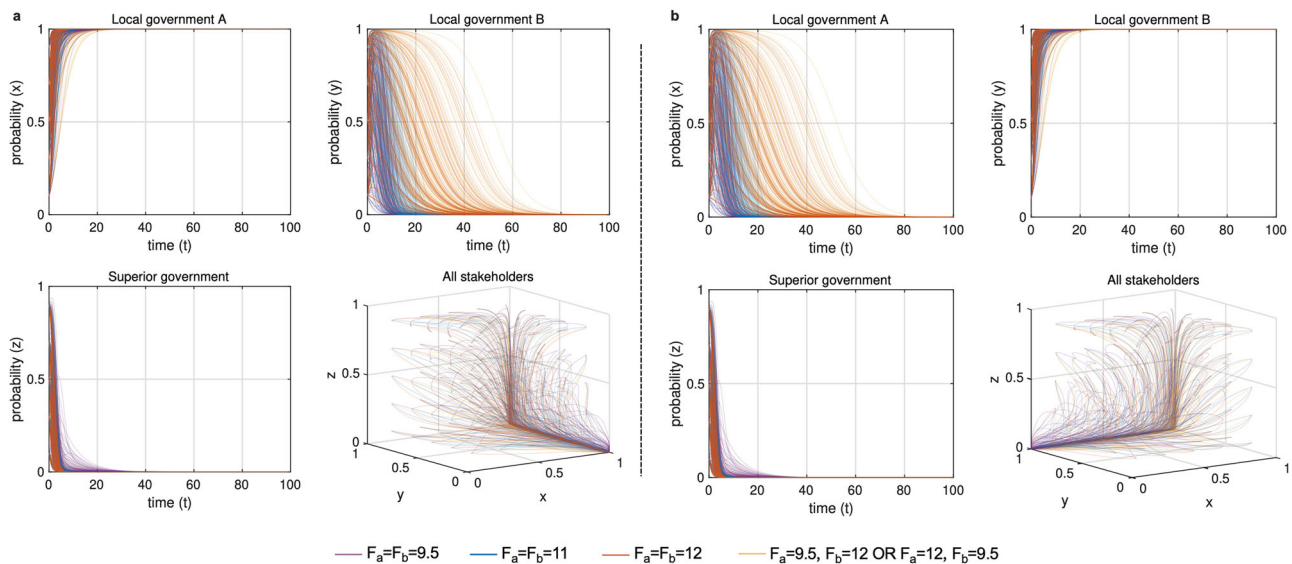 a
Local government A
probability (x)
1
0.5
0
0 20 40 60 80 100
time (t)
Local government B
probability (y)
1
0.5
0
0 20 40 60 80 100
time (t)
Superior government
probability (z)
1
0.5
0
0 20 40 60 80 100
time (t)
All stakeholders
z
1
0.5
0
1
0.5
0
y
0
0.5
1
x
b
Local government A
probability (x)
1
0.5
0
0 20 40 60 80 100
time (t)
Local government B
probability (y)
1
0.5
0
0 20 40 60 80 100
time (t)
Superior government
probability (z)
1
0.5
0
0 20 40 60 80 100
time (t)
All stakeholders
z
1
0.5
0
1
0.5
0
y
0
0.5
1
x
Fa=Fb=9.5 Fa=Fb=11 Fa=Fb=12 Fa=9.5, Fb=12 OR Fa=12, Fb=9.5